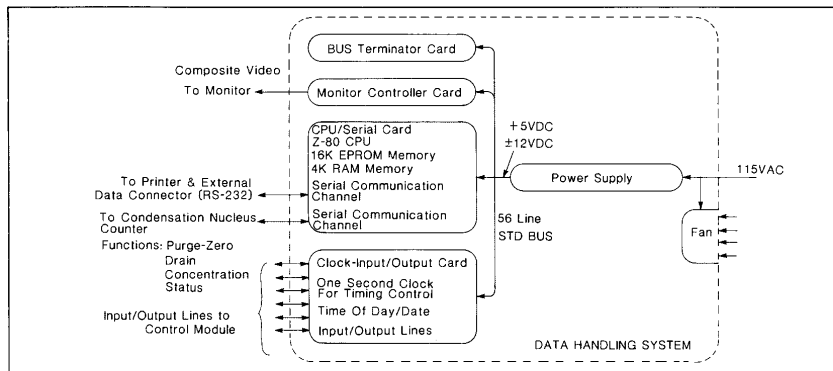 BUS Terminator Card
Composite Video
To Monitor
Monitor Controller Card
CPU/Serial Card
Z-80 CPU
16K EPROM Memory
4K RAM Memory
Serial Communication
Channel
Serial Communication
Channel
+5VDC
±12VDC
Power Supply
115VAC
Fan
56 Line
STD BUS
To Printer & External
Data Connector (RS-232)
To Condensation Nucleus
Counter
Functions: Purge-Zero
Drain
Concentration
Status
Input/Output Lines to
Control Module
Clock-Input/Output Card
One Second Clock
For Timing Control
Time Of Day/Date
Input/Output Lines
DATA HANDLING SYSTEM